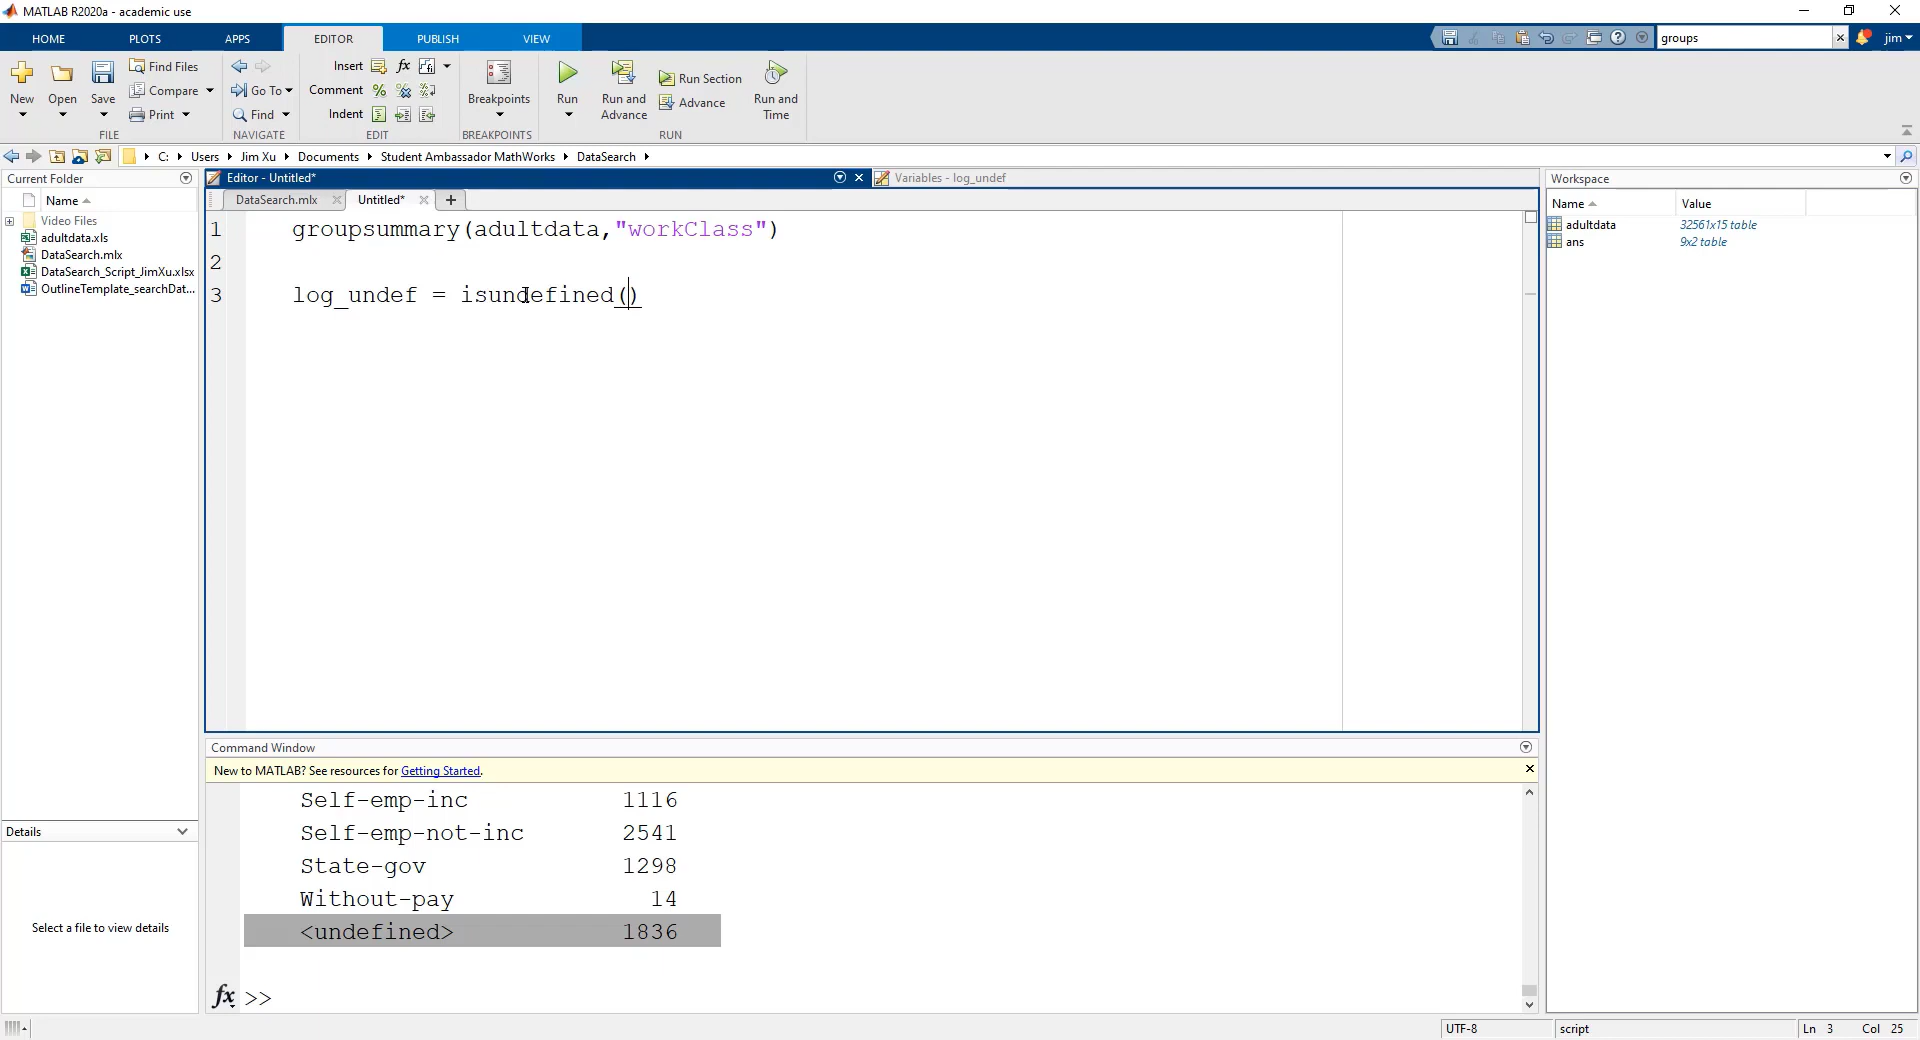 MATLAB R2020a - academic use
HOME PLOTS APPS EDITOR PUBLISH VIEW groups jim
New Open Save Find Files Compare Print Go To Find Insert fx Comment Indent Breakpoints Run Run and Advance Run Section Advance Run and Time
FILE NAVIGATE EDIT BREAKPOINTS RUN
C: Users Jim Xu Documents Student Ambassador MathWorks DataSearch
Current Folder
Name
Video Files
adultdata.xls
DataSearch.mlx
DataSearch_Script_JimXu.xlsx
OutlineTemplate_searchDat...
Details
Select a file to view details
Editor - Untitled* Variables - log_undef
DataSearch.mlx Untitled*
1 groupsummary(adultdata,"workClass")
2
3 log_undef = isundefined()
Command Window
New to MATLAB? See resources for Getting Started.
Self-emp-inc 1116
Self-emp-not-inc 2541
State-gov 1298
Without-pay 14
<undefined> 1836
fx >>
Workspace
Name Value
adultdata 32561x15 table
ans 9x2 table
UTF-8 script Ln 3 Col 25